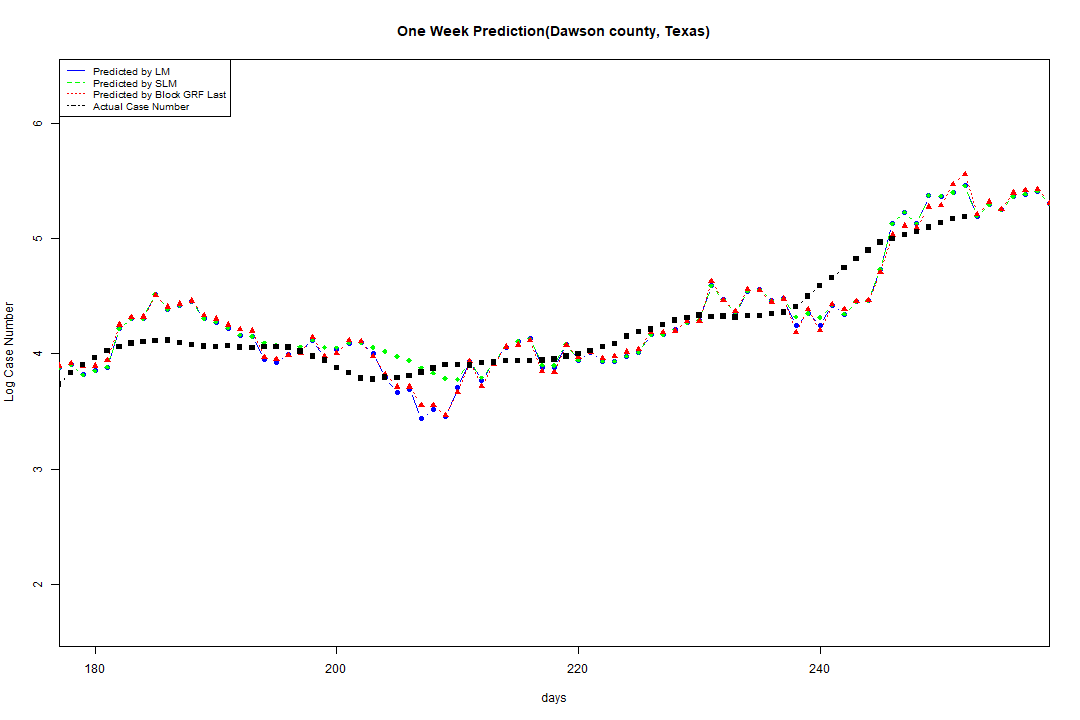 One Week Prediction(Dawson county, Texas)
Predicted by LM
Predicted by SLM
Predicted by Block GRF Last
Actual Case Number
Log Case Number
6
5
4
3
2
180
200
220
240
days